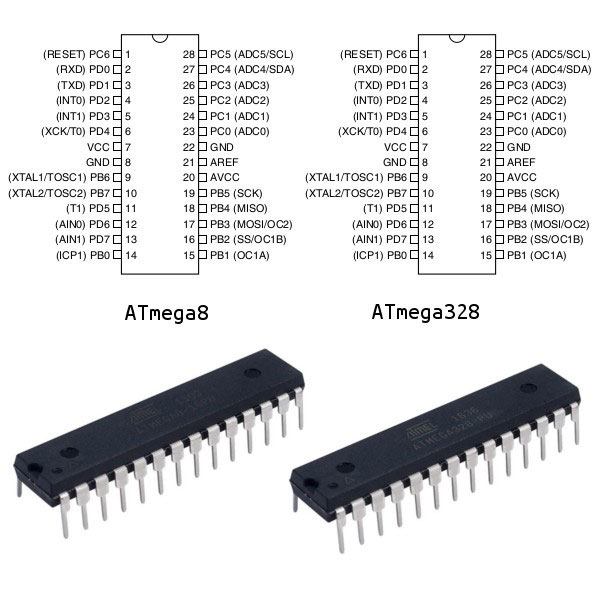 (RESET) PC6 1 28 PC5 (ADC5/SCL)
(RXD) PD0 2 27 PC4 (ADC4/SDA)
(TXD) PD1 3 26 PC3 (ADC3)
(INT0) PD2 4 25 PC2 (ADC2)
(INT1) PD3 5 24 PC1 (ADC1)
(XCK/T0) PD4 6 23 PC0 (ADC0)
VCC 7 22 GND
GND 8 21 AREF
(XTAL1/TOSC1) PB6 9 20 AVCC
(XTAL2/TOSC2) PB7 10 19 PB5 (SCK)
(T1) PD5 11 18 PB4 (MISO)
(AIN0) PD6 12 17 PB3 (MOSI/OC2)
(AIN1) PD7 13 16 PB2 (SS/OC1B)
(ICP1) PB0 14 15 PB1 (OC1A)
ATmega8
(RESET) PC6 1 28 PC5 (ADC5/SCL)
(RXD) PD0 2 27 PC4 (ADC4/SDA)
(TXD) PD1 3 26 PC3 (ADC3)
(INT0) PD2 4 25 PC2 (ADC2)
(INT1) PD3 5 24 PC1 (ADC1)
(XCK/T0) PD4 6 23 PC0 (ADC0)
VCC 7 22 GND
GND 8 21 AREF
(XTAL1/TOSC1) PB6 9 20 AVCC
(XTAL2/TOSC2) PB7 10 19 PB5 (SCK)
(T1) PD5 11 18 PB4 (MISO)
(AIN0) PD6 12 17 PB3 (MOSI/OC2)
(AIN1) PD7 13 16 PB2 (SS/OC1B)
(ICP1) PB0 14 15 PB1 (OC1A)
ATmega328
ATMEL
ATMEL 1636
ATMEGA328-PU